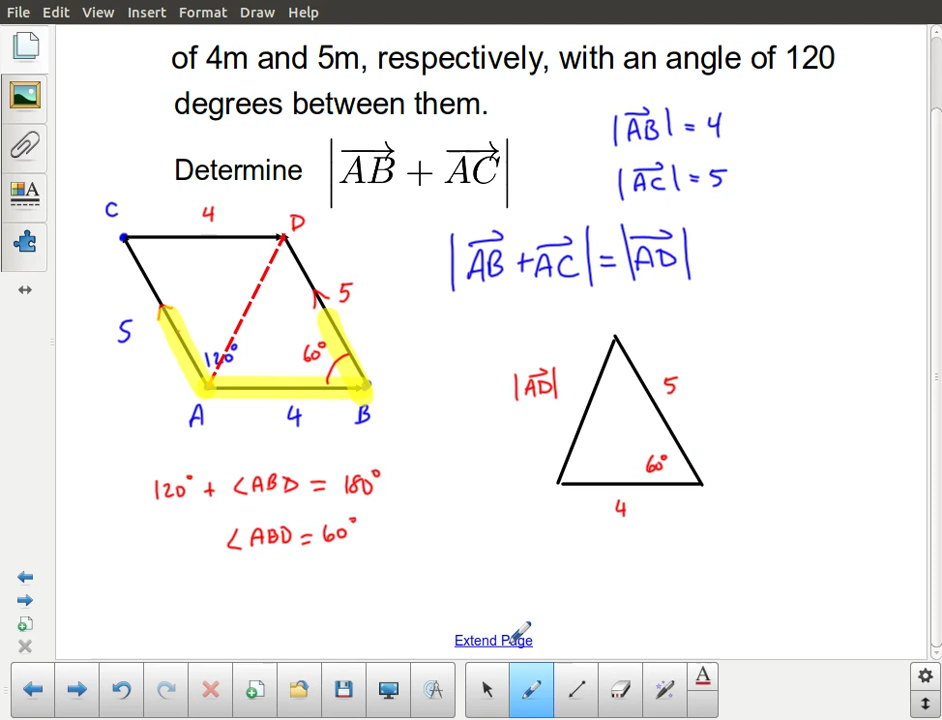 File Edit View Insert Format Draw Help
of 4m and 5m, respectively, with an angle of 120
degrees between them.
Determine |AB + AC|
|AB| = 4
|AC| = 5
|AB + AC| = |AD|
C 4 D
5
5
120° 60°
A 4 B
|AD| 5
60°
4
120° + ∠ABD = 180°
∠ABD = 60°
Extend Page
A